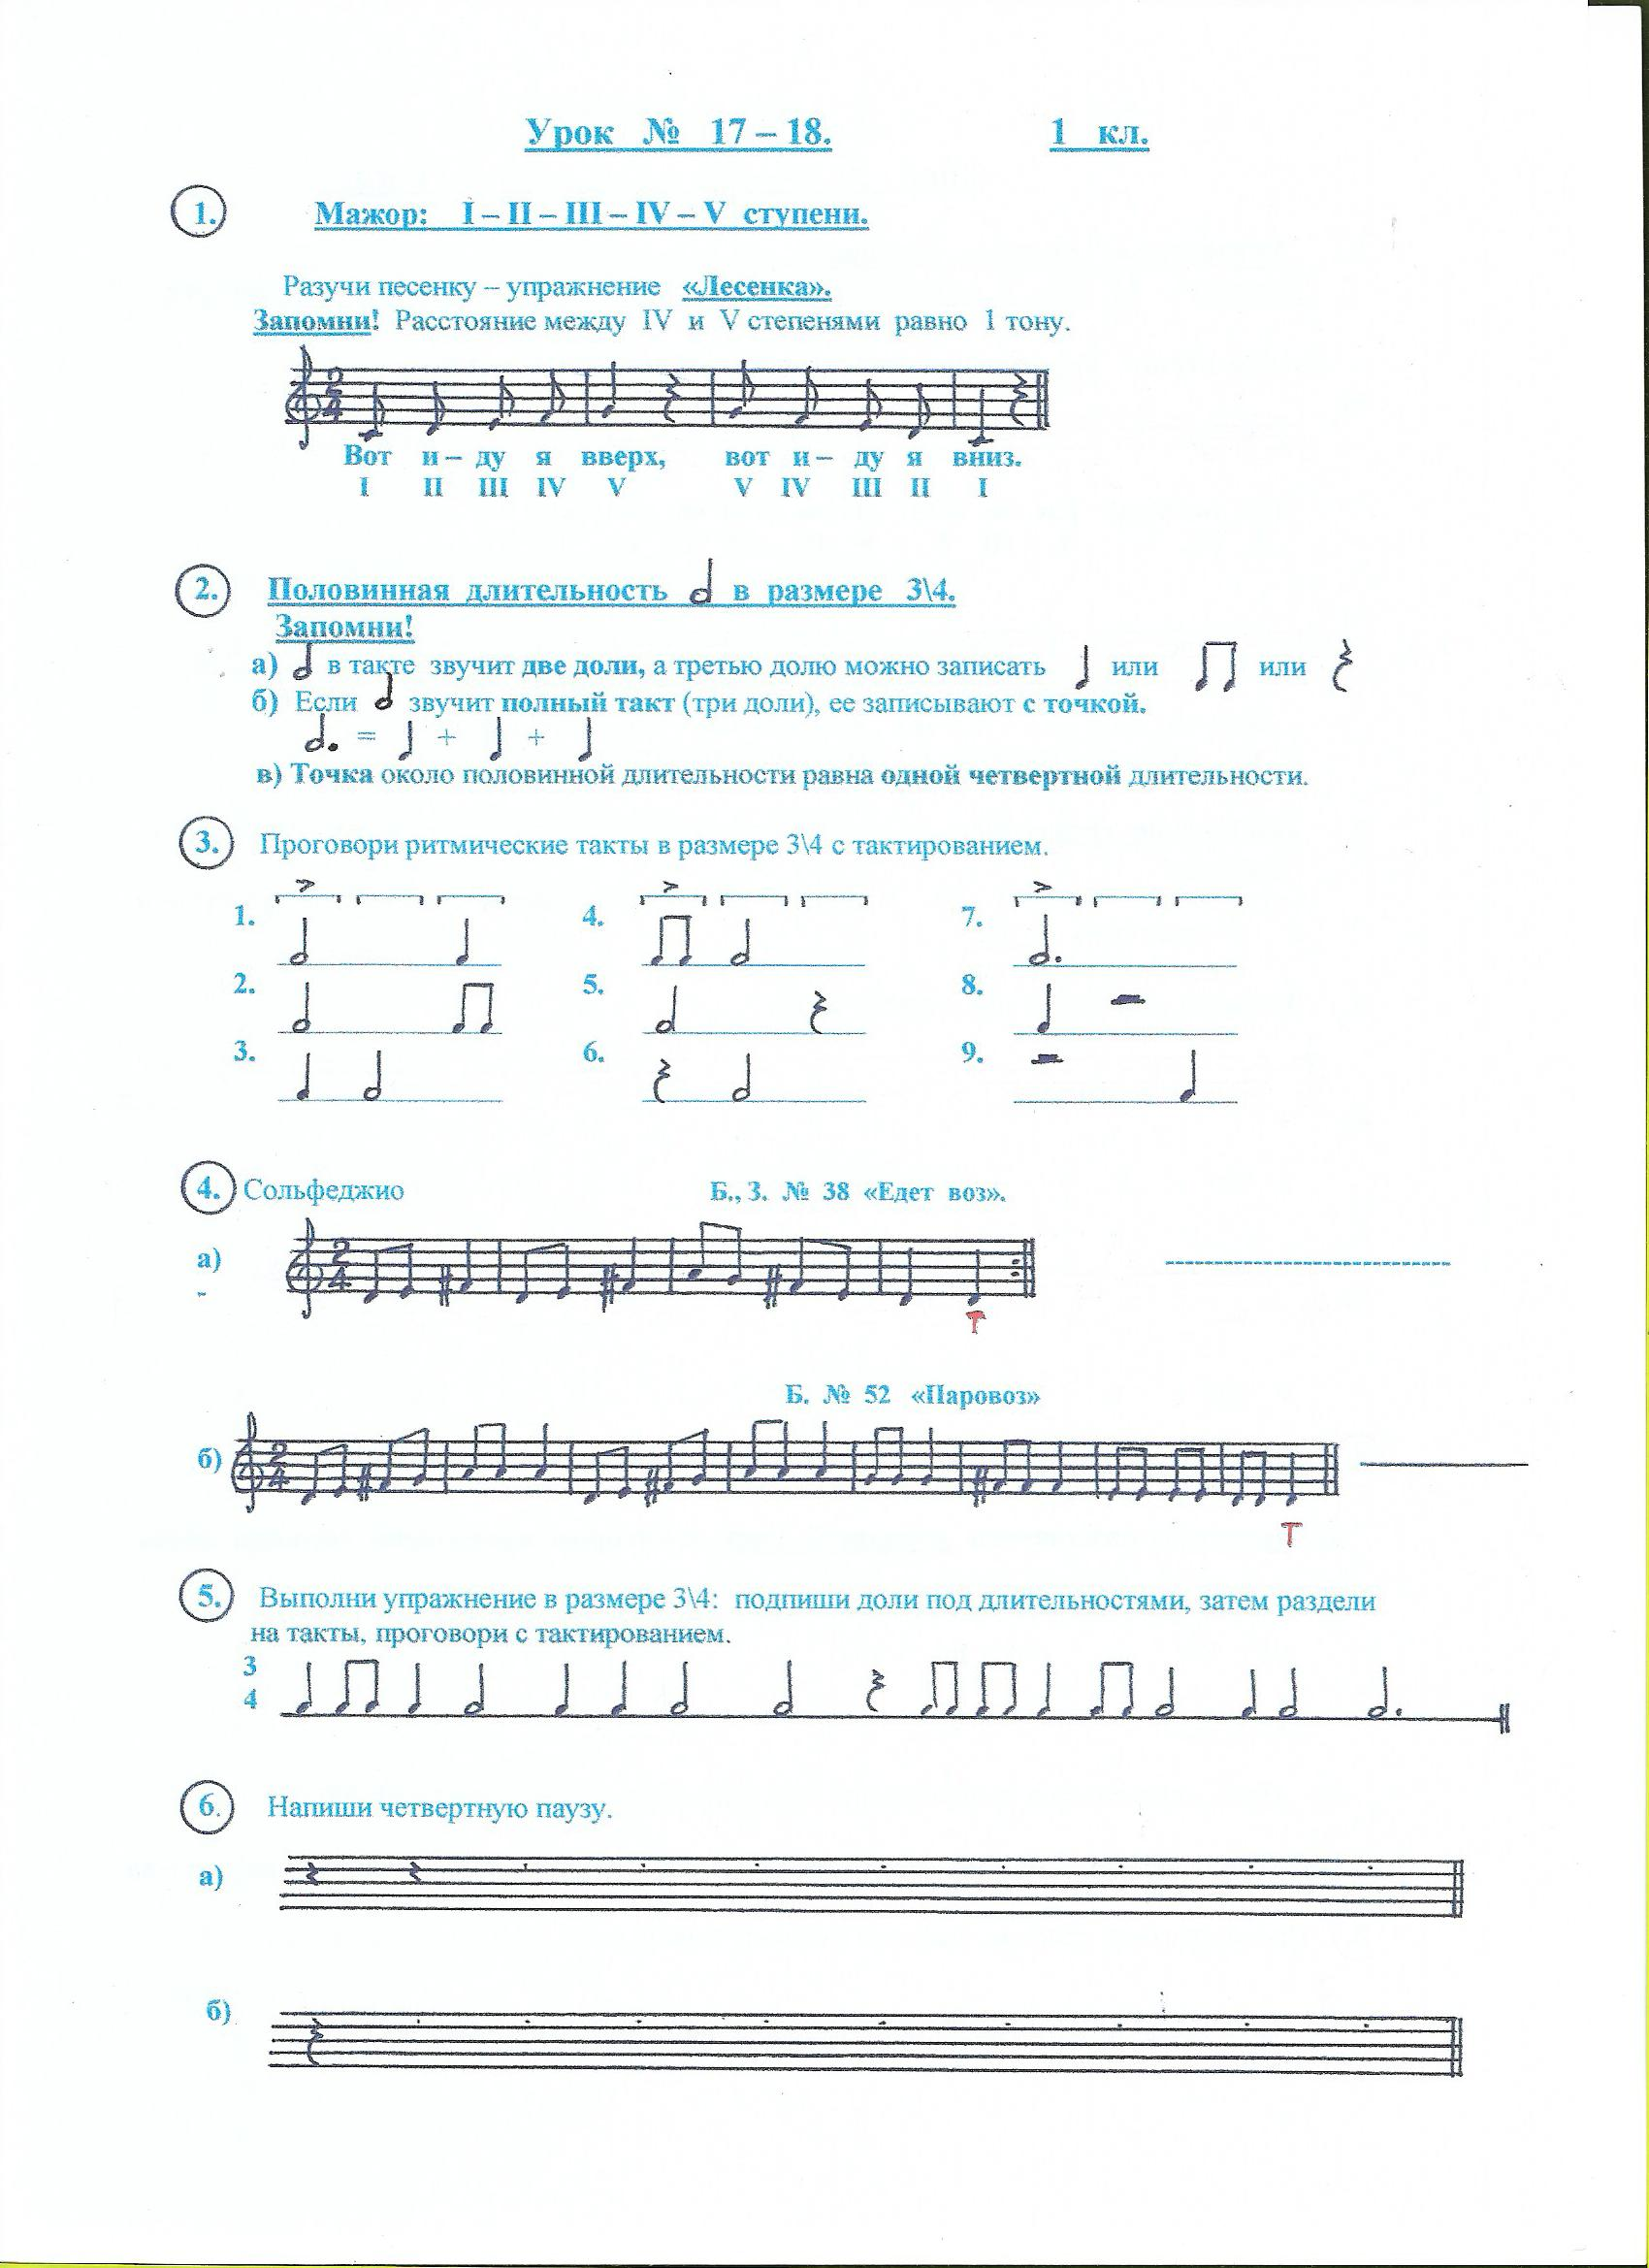 Урок № 17 – 18. 1 кл.
1. Мажор: I – II – III – IV – V ступени.
Разучи песенку – упражнение «Лесенка».
Запомни! Расстояние между IV и V степенями равно 1 тону.
2
4
Вот и – ду я вверх, вот и – ду я вниз.
I II III IV V V IV III II I
2. Половинная длительность в размере 3\4.
Запомни!
а) в такте звучит две доли, а третью долю можно записать или или
б) Если звучит полный такт (три доли), ее записывают с точкой.
= + +
в) Точка около половинной длительности равна одной четвертной длительности.
3. Проговори ритмические такты в размере 3\4 с тактированием.
1. 4. 7.
2. 5. 8.
3. 6. 9.
4. Сольфеджио Б., З. № 38 «Едет воз».
а)
2
4
Т
Б. № 52 «Паровоз»
б)
2
4
Т
5. Выполни упражнение в размере 3\4: подпиши доли под длительностями, затем раздели
на такты, проговори с тактированием.
3
4
6. Напиши четвертную паузу.
а)
б)